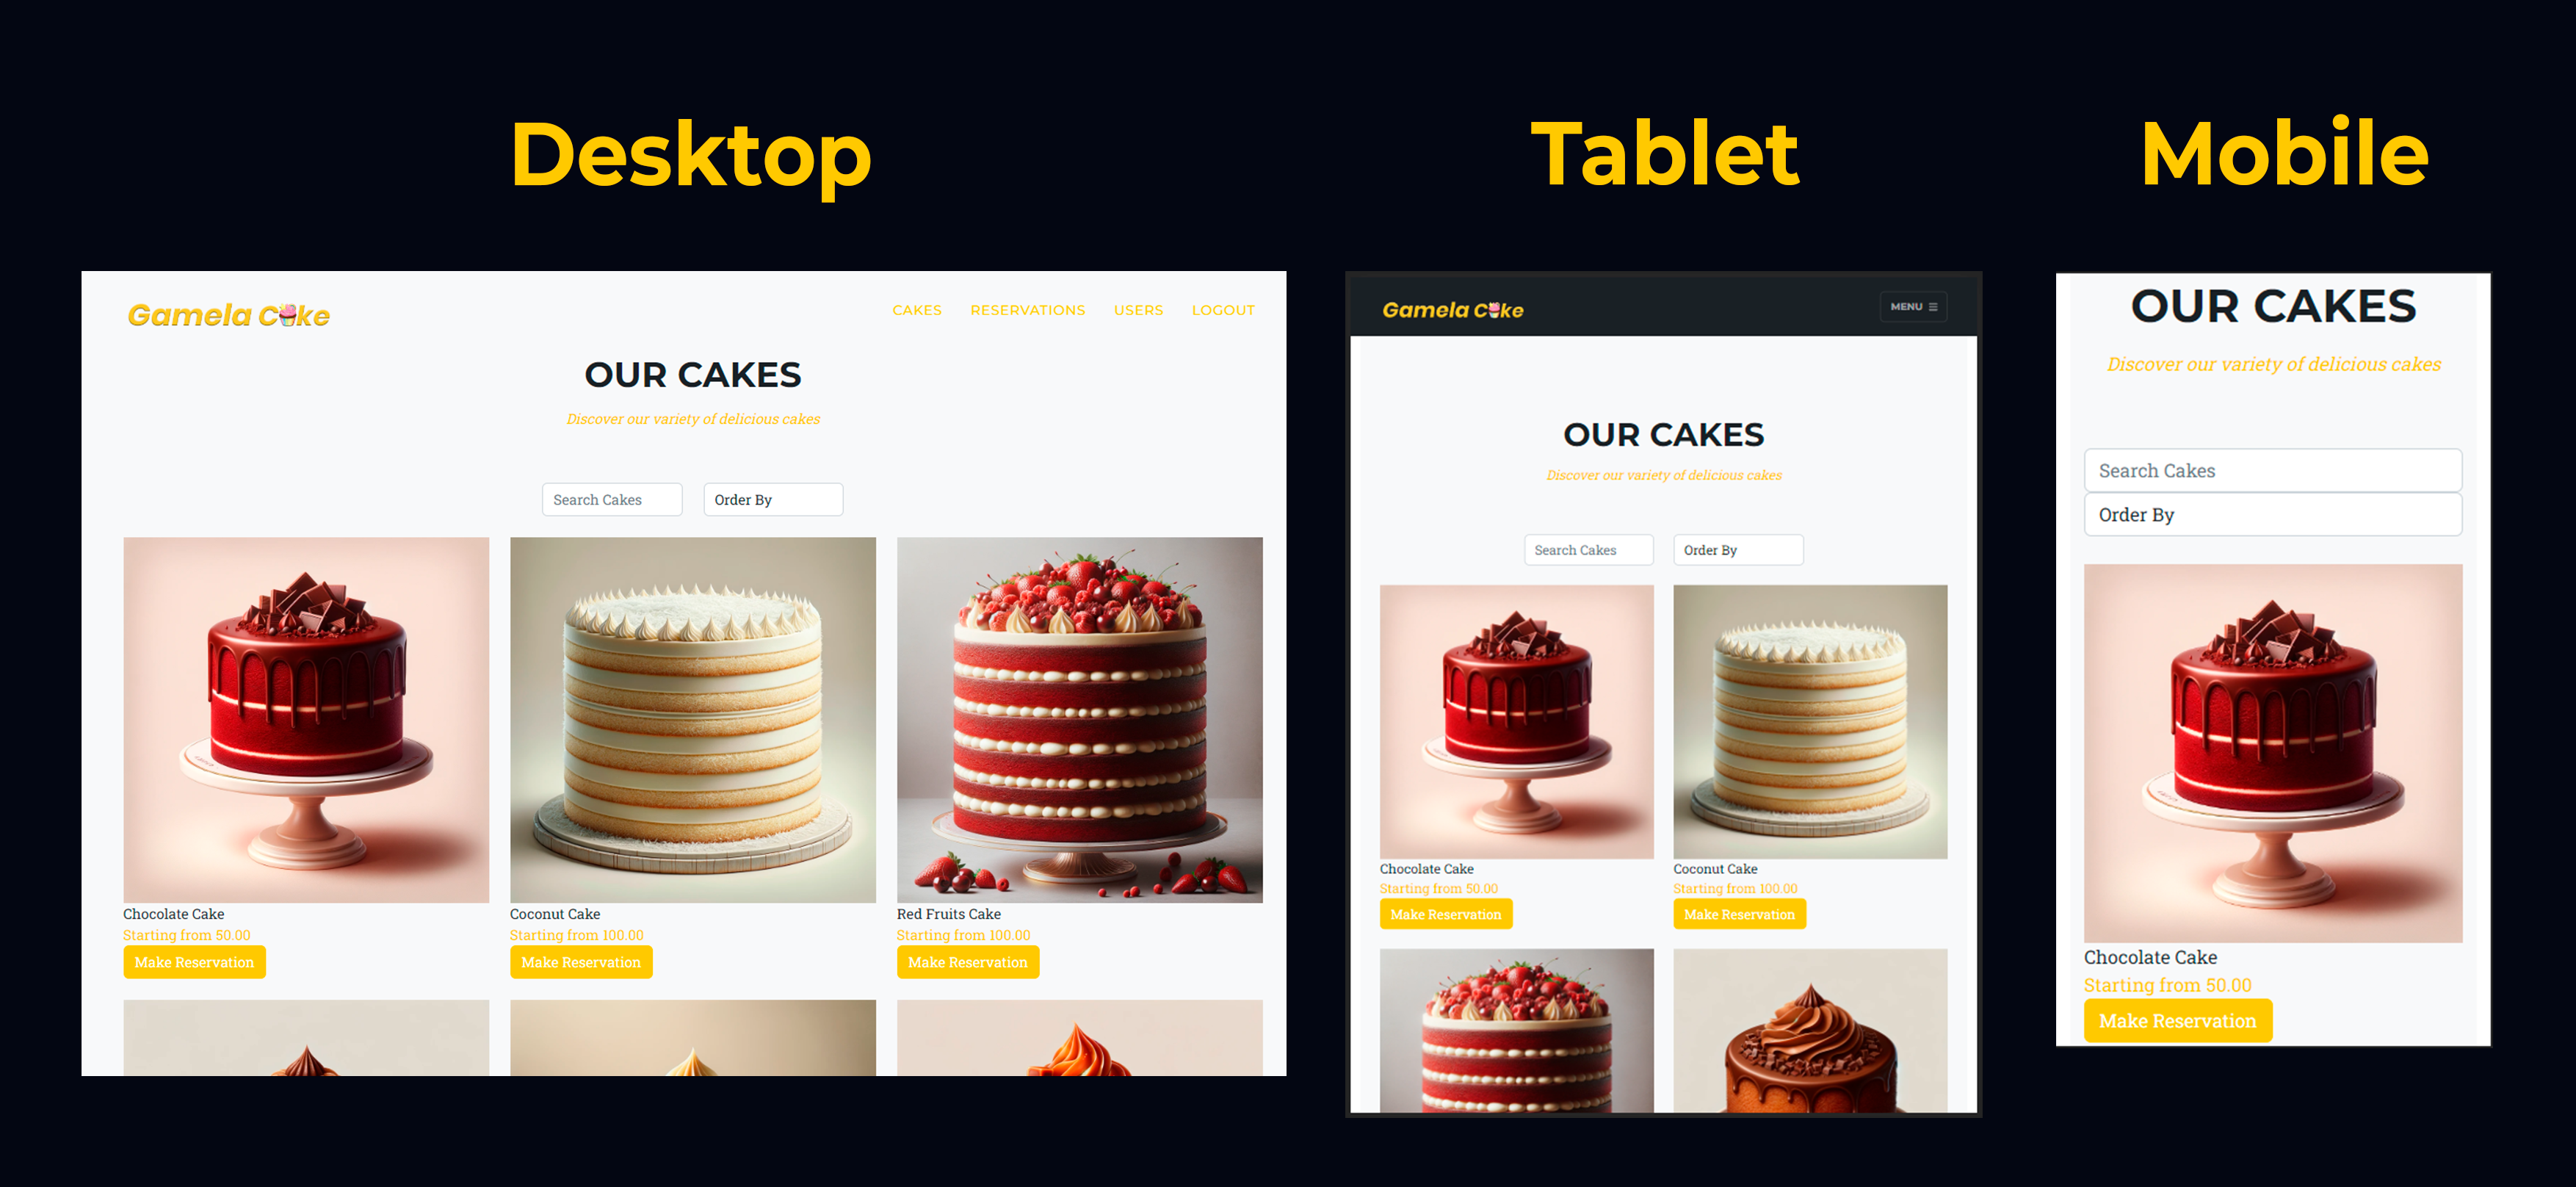 Desktop
Tablet
Mobile
Gamela Cake
CAKES RESERVATIONS USERS LOGOUT
OUR CAKES
Discover our variety of delicious cakes
Search Cakes
Order By
Chocolate Cake
Starting from 50.00
Make Reservation
Coconut Cake
Starting from 100.00
Make Reservation
Red Fruits Cake
Starting from 100.00
Make Reservation
Gamela Cake
MENU
OUR CAKES
Discover our variety of delicious cakes
Search Cakes
Order By
Chocolate Cake
Starting from 50.00
Make Reservation
Coconut Cake
Starting from 100.00
Make Reservation
OUR CAKES
Discover our variety of delicious cakes
Search Cakes
Order By
Chocolate Cake
Starting from 50.00
Make Reservation